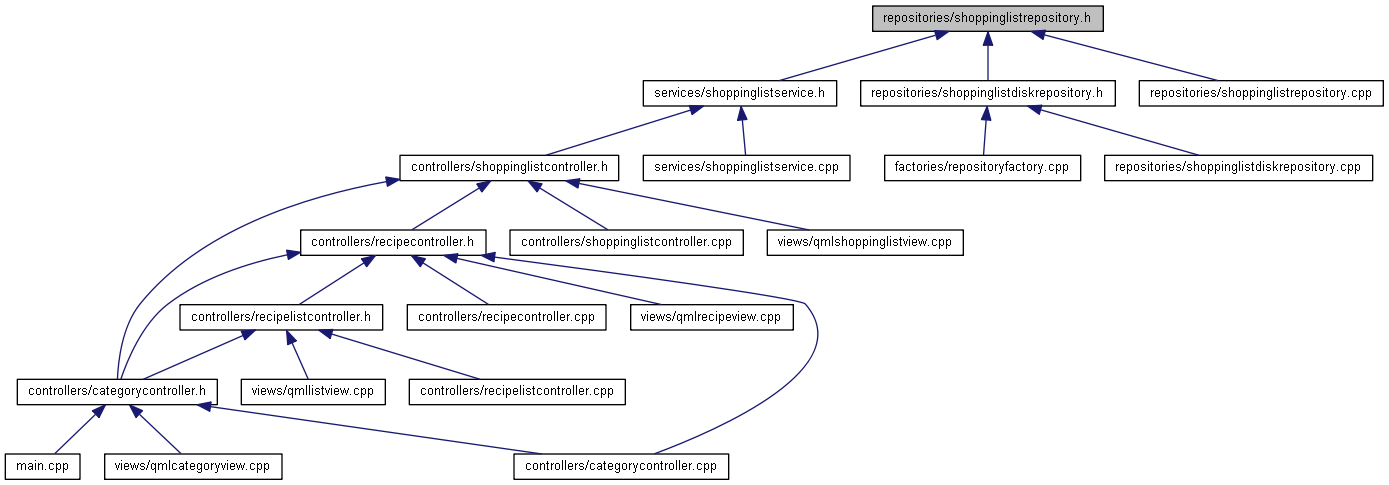 repositories/shoppinglistrepository.h
services/shoppinglistservice.h
repositories/shoppinglistdiskrepository.h
repositories/shoppinglistrepository.cpp
controllers/shoppinglistcontroller.h
services/shoppinglistservice.cpp
factories/repositoryfactory.cpp
repositories/shoppinglistdiskrepository.cpp
controllers/recipecontroller.h
controllers/shoppinglistcontroller.cpp
views/qmlshoppinglistview.cpp
controllers/recipelistcontroller.h
controllers/recipecontroller.cpp
views/qmlrecipeview.cpp
controllers/categorycontroller.h
views/qmllistview.cpp
controllers/recipelistcontroller.cpp
main.cpp
views/qmlcategoryview.cpp
controllers/categorycontroller.cpp